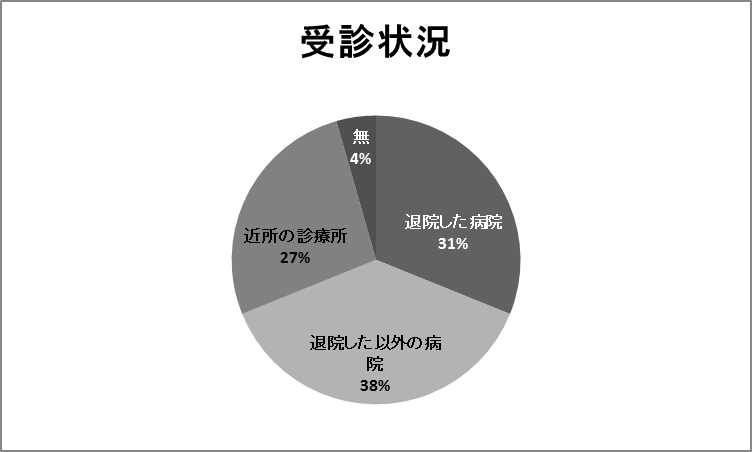 受診状況
無
4%
退院した病院
31%
近所の診療所
27%
退院した以外の病
院
38%